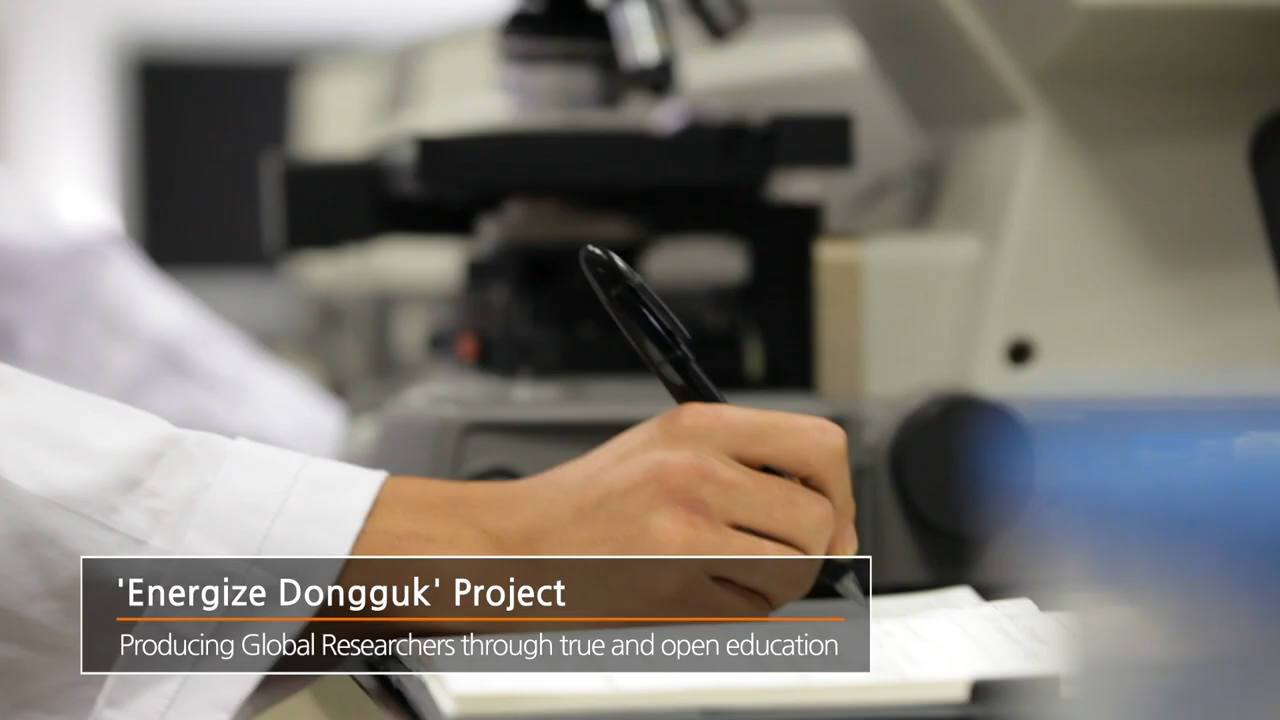 'Energize Dongguk' Project
Producing Global Researchers through true and open education